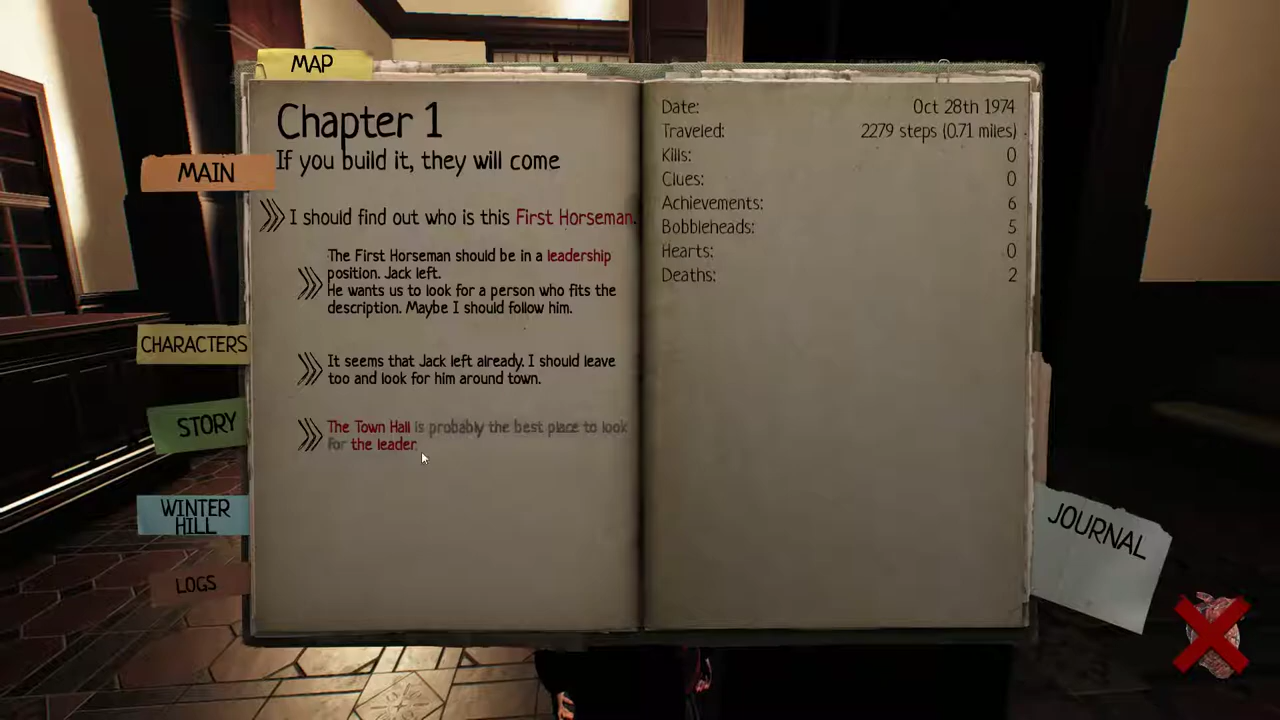 MAP
Chapter 1
If you build it, they will come
MAIN
I should find out who is this First Horseman.
The First Horseman should be in a leadership
position. Jack left.
He wants us to look for a person who fits the
description. Maybe I should follow him.
It seems that Jack left already. I should leave
too and look for him around town.
The Town Hall is probably the best place to look
for the leader.
CHARACTERS
STORY
WINTER
HILL
LOGS
Date: Oct 28th 1974
Traveled: 2279 steps (0.71 miles)
Kills: 0
Clues: 0
Achievements: 6
Bobbleheads: 5
Hearts: 0
Deaths: 2
JOURNAL